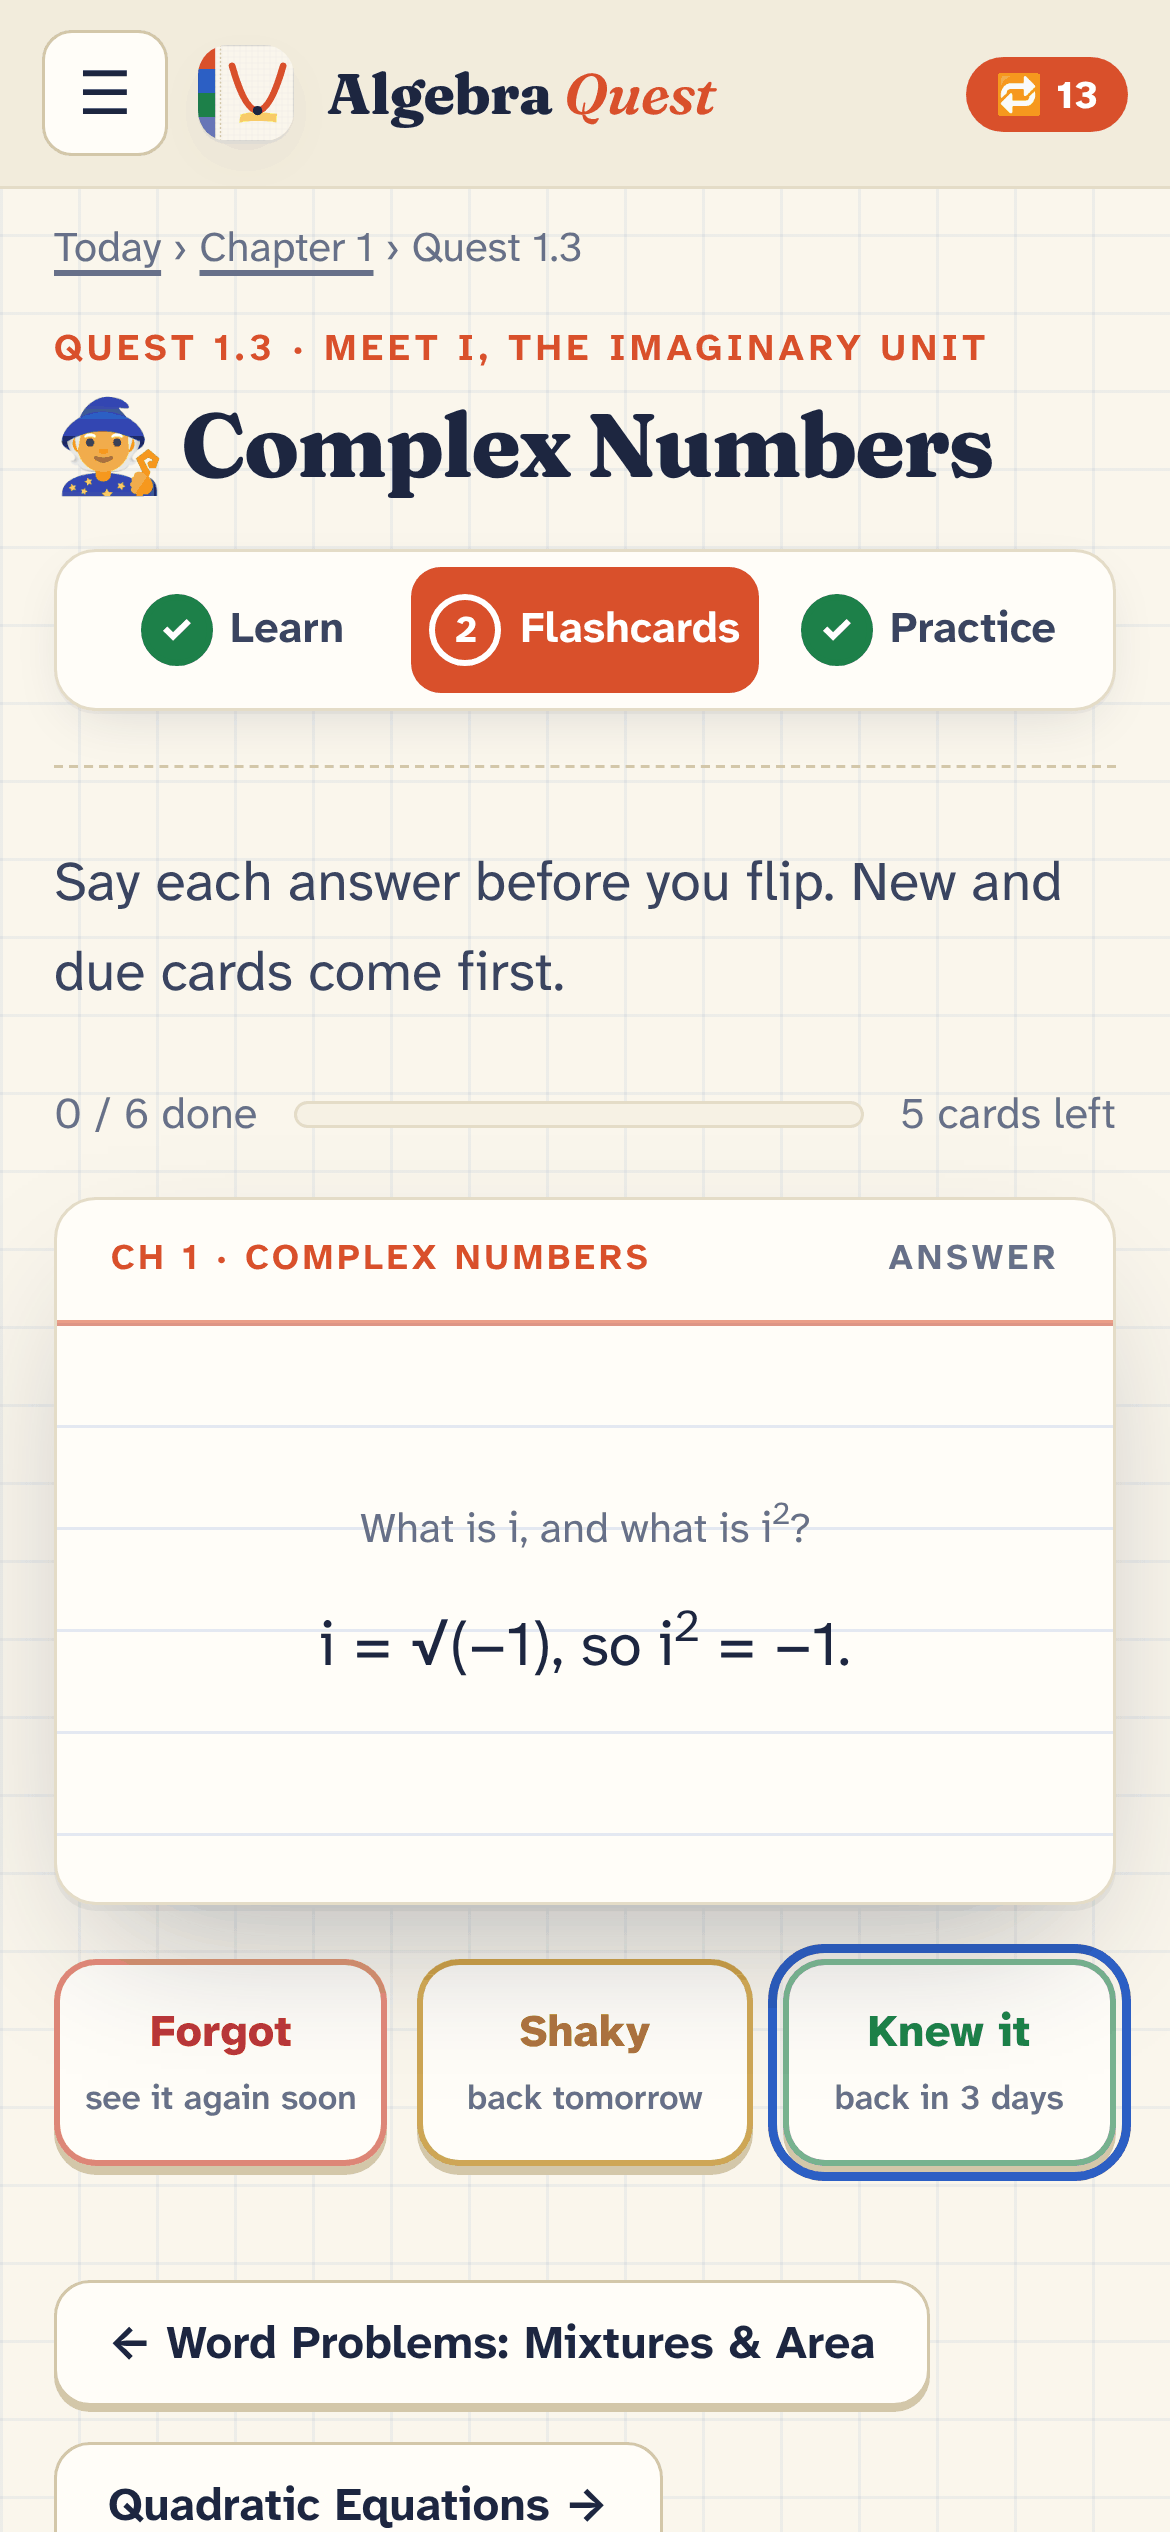 ☰ Algebra Quest 🔁 13
Today › Chapter 1 › Quest 1.3
QUEST 1.3 · MEET I, THE IMAGINARY UNIT
Complex Numbers
✓ Learn 2 Flashcards ✓ Practice
Say each answer before you flip. New and
due cards come first.
0 / 6 done 5 cards left
CH 1 · COMPLEX NUMBERS ANSWER
What is i, and what is i²?
i = √(−1), so i² = −1.
Forgot Shaky Knew it
see it again soon back tomorrow back in 3 days
← Word Problems: Mixtures & Area
Quadratic Equations →